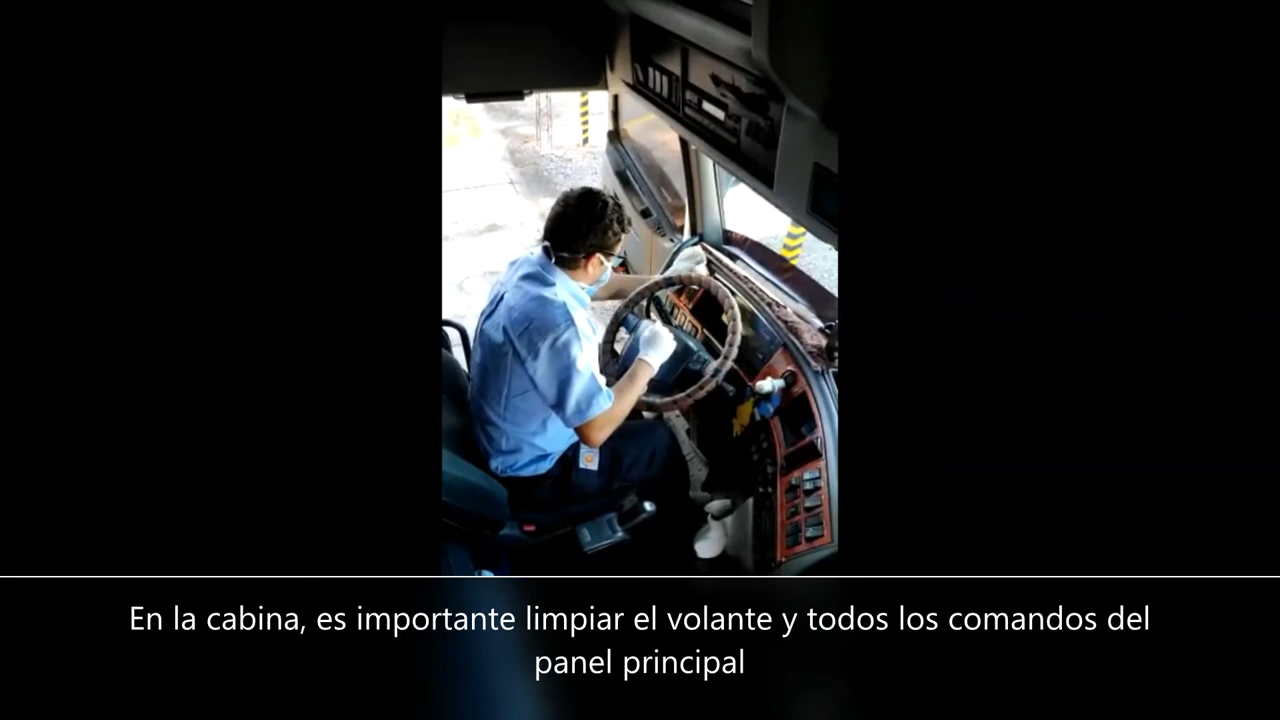 En la cabina, es importante limpiar el volante y todos los comandos del
panel principal